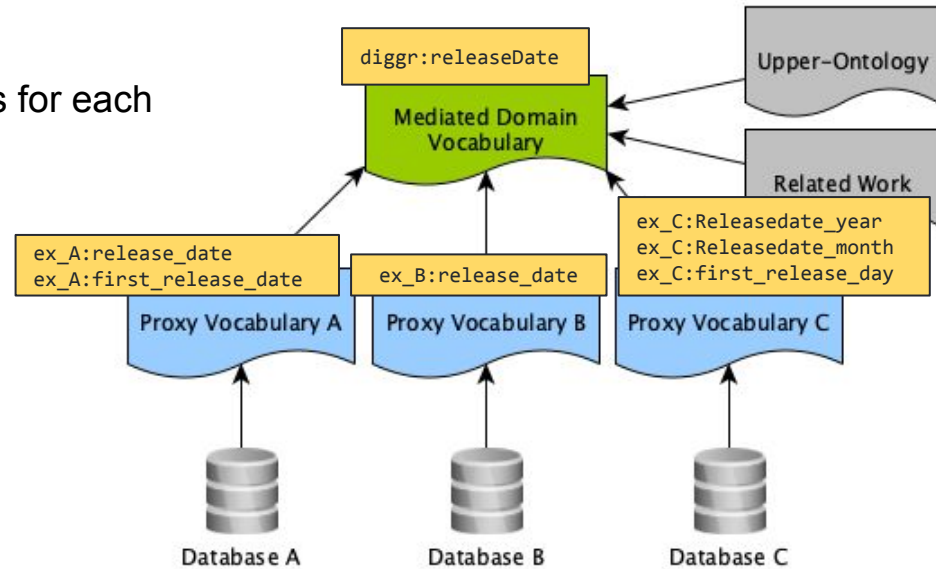 diggr:releaseDate
Upper-Ontology
s for each
Mediated Domain
Vocabulary
Related Work
ex_A:release_date
ex_A:first_release_date
ex_B:release_date
ex_C:Releasedate_year
ex_C:Releasedate_month
ex_C:first_release_day
Proxy Vocabulary A
Proxy Vocabulary B
Proxy Vocabulary C
Database A
Database B
Database C